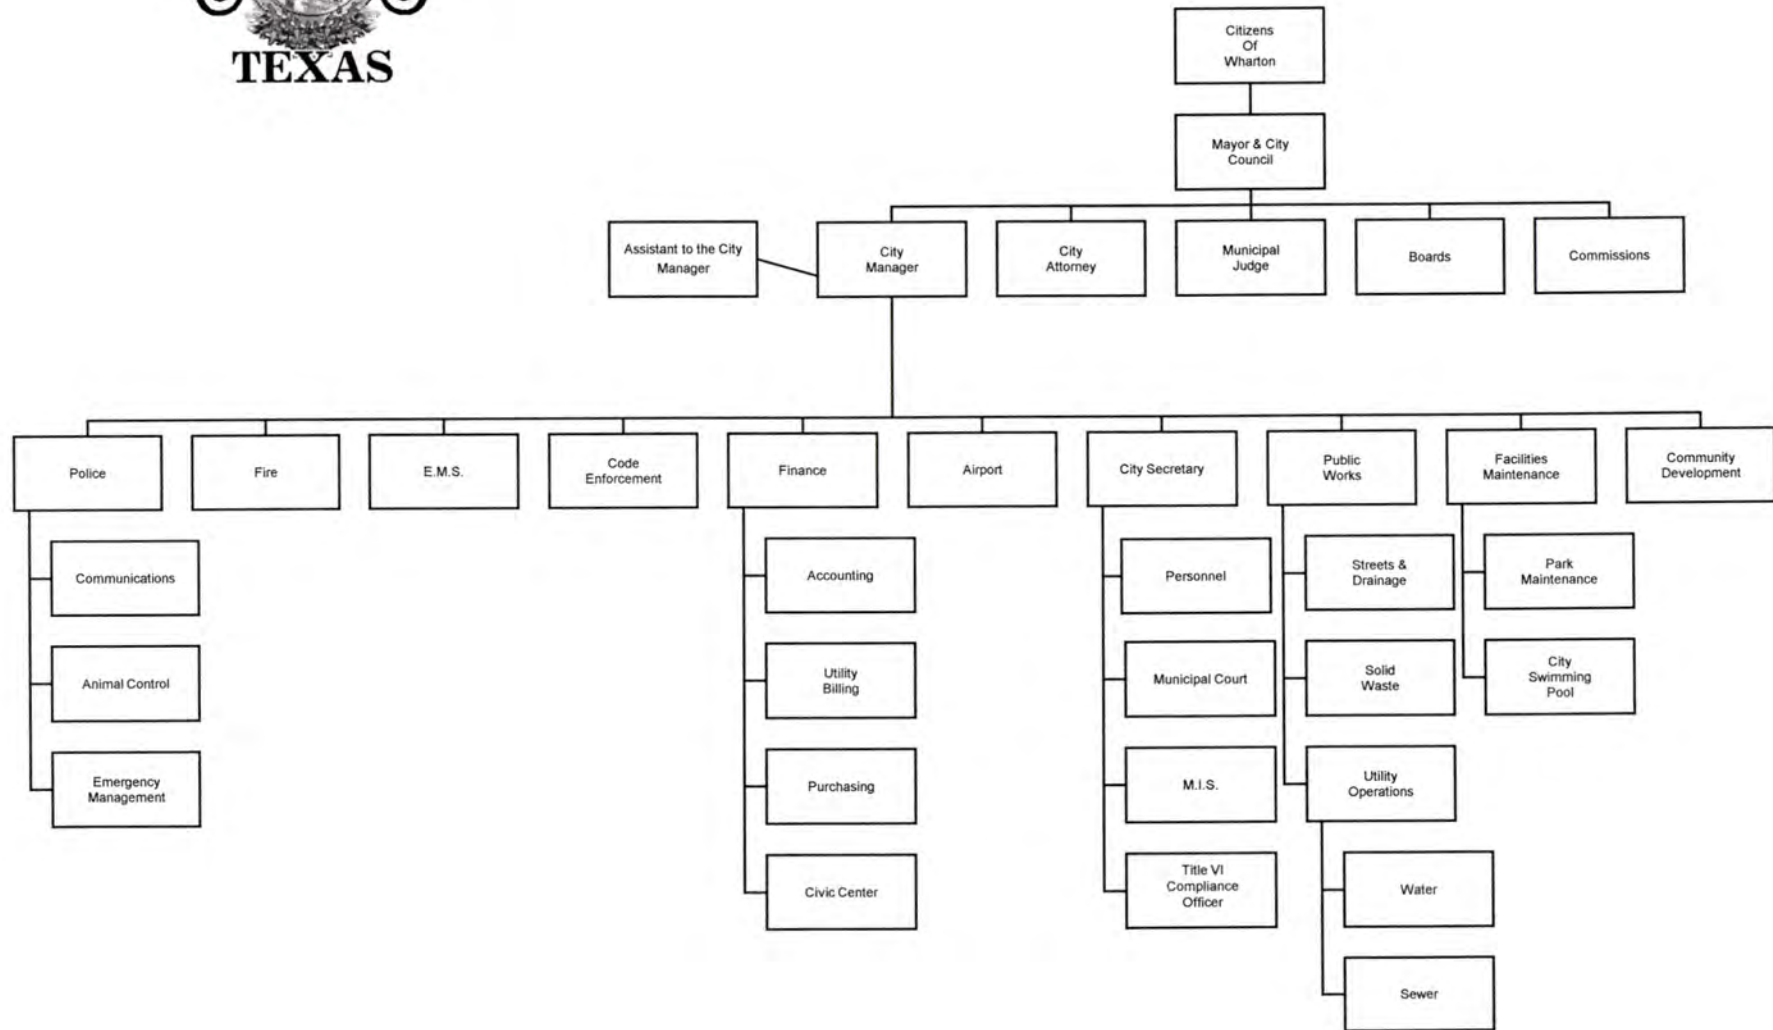 TEXAS
Citizens
Of
Wharton
Mayor & City
Council
Assistant to the City
Manager
City
Manager
City
Attorney
Municipal
Judge
Boards
Commissions
Police
Fire
E.M.S.
Code
Enforcement
Finance
Airport
City Secretary
Public
Works
Facilities
Maintenance
Community
Development
Communications
Animal Control
Emergency
Management
Accounting
Utility
Billing
Purchasing
Civic Center
Personnel
Municipal Court
M.I.S.
Title VI
Compliance
Officer
Streets &
Drainage
Solid
Waste
Utility
Operations
Water
Sewer
Park
Maintenance
City
Swimming
Pool